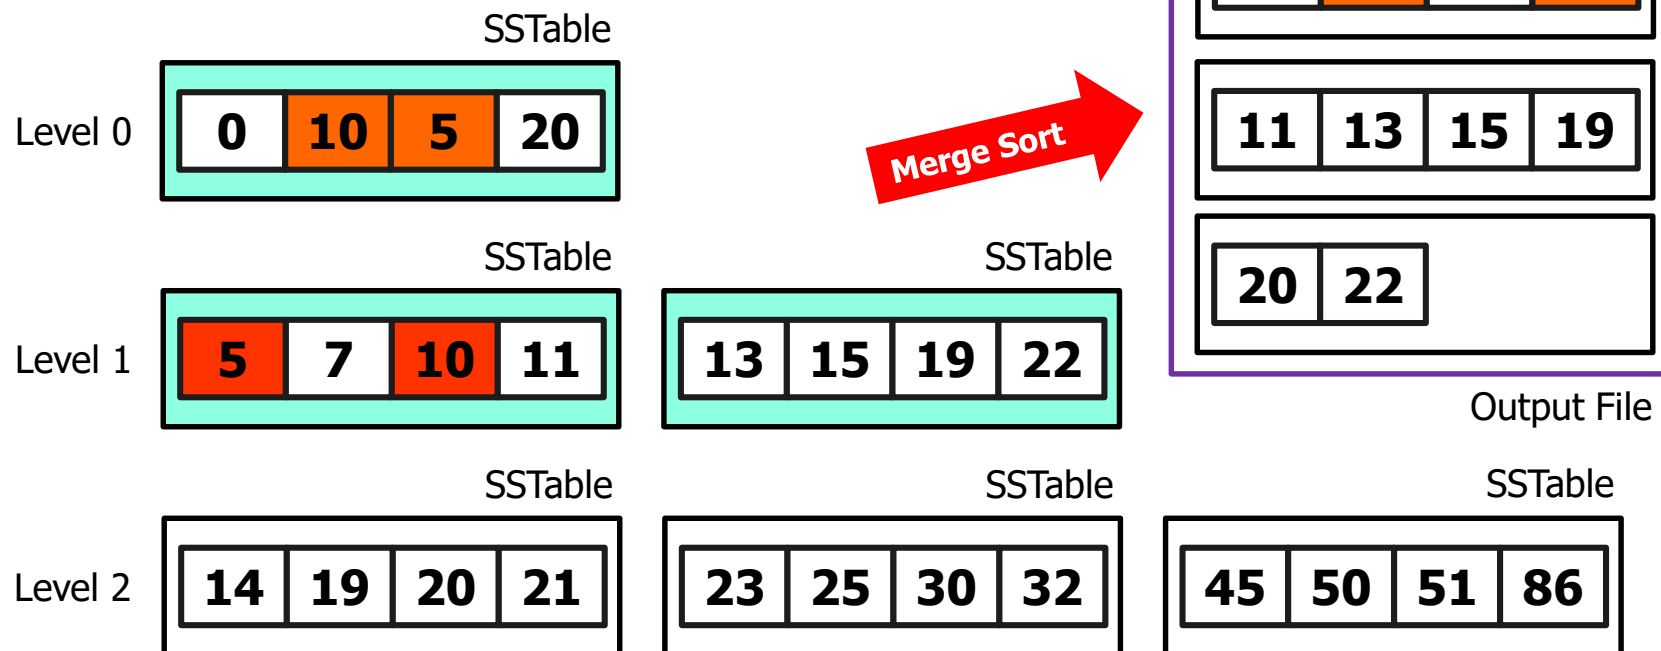 SSTable
Level 0 0 10 5 20
Merge Sort
11 13 15 19
SSTable SSTable
20 22
Level 1 5 7 10 11 13 15 19 22
Output File
SSTable SSTable SSTable
Level 2 14 19 20 21 23 25 30 32 45 50 51 86